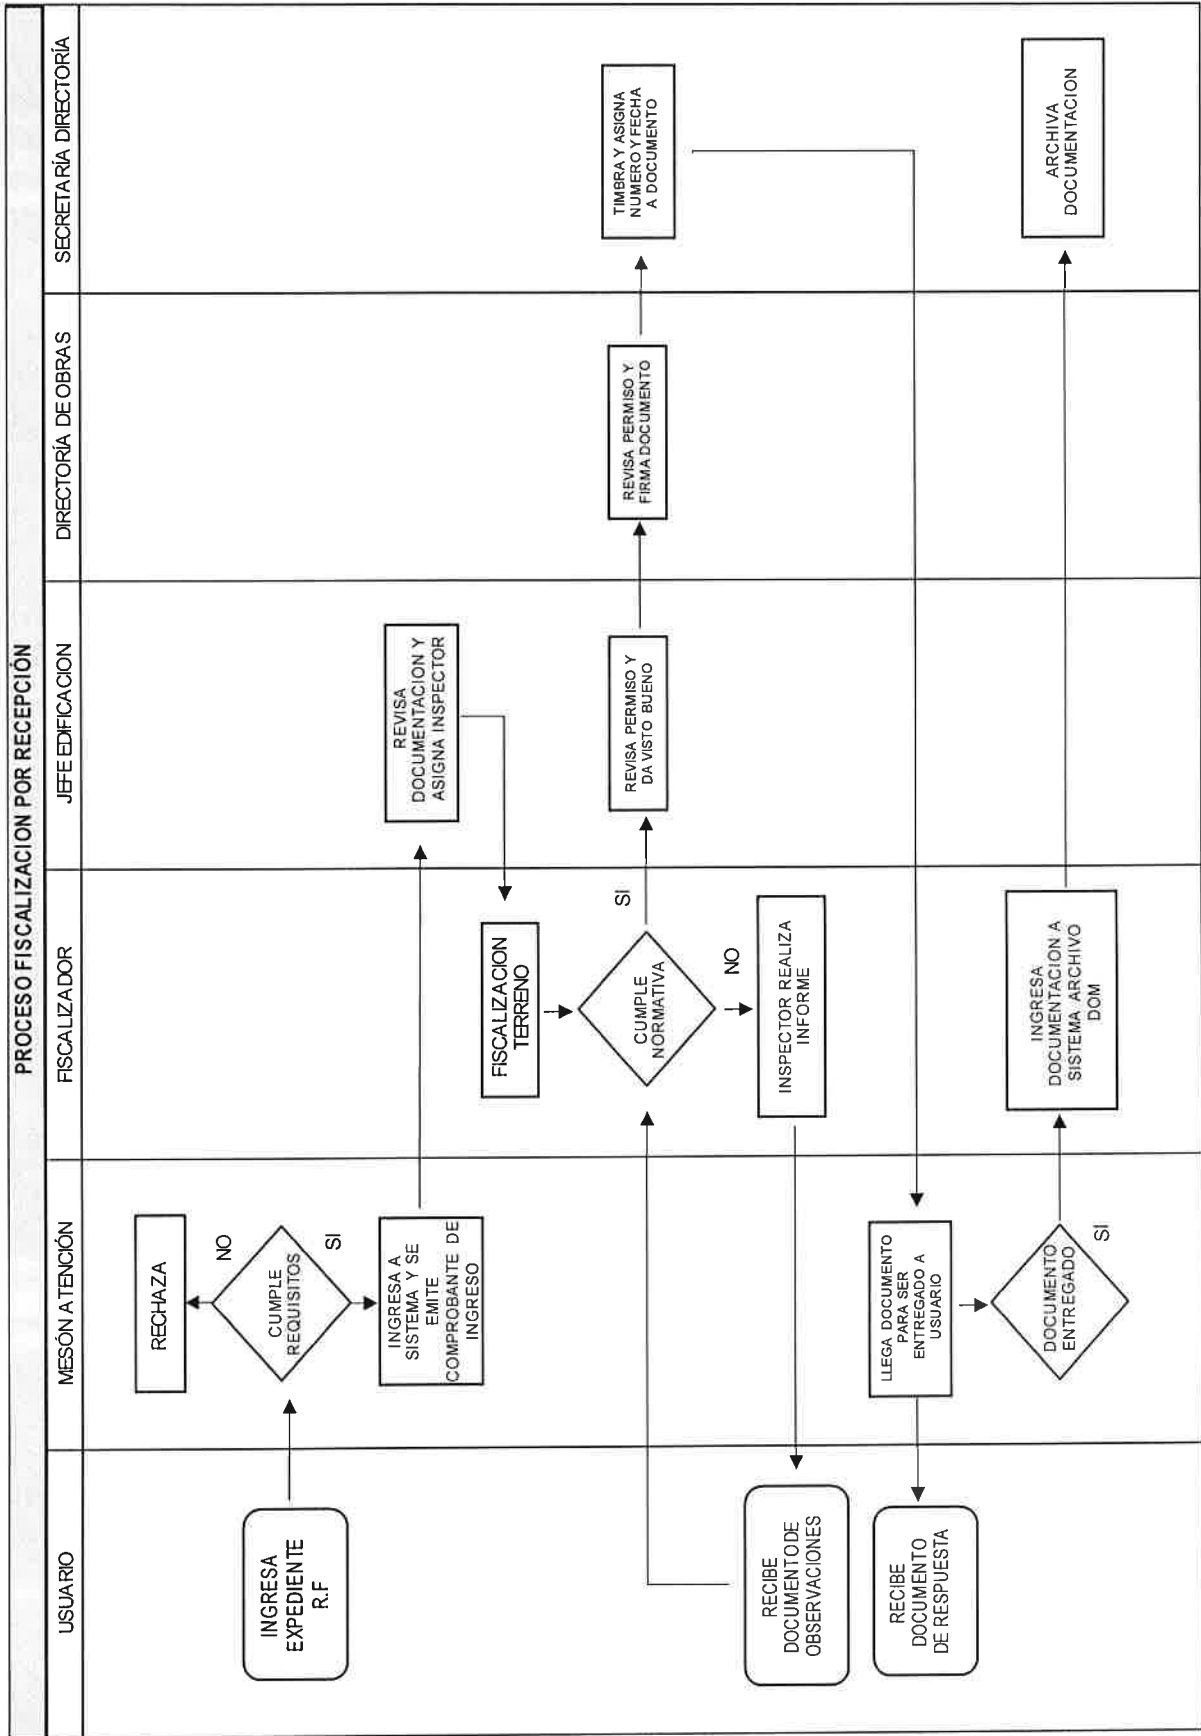 PROCESO FISCALIZACION POR RECEPCIÓN
USUARIO
MESÓN ATENCIÓN
FISCALIZADOR
JEFE EDIFICACION
DIRECTORÍA DE OBRAS
SECRETARÍA DIRECTORÍA
INGRESA
EXPEDIENTE
R.F
RECHAZA
NO
CUMPLE
REQUISITOS
SI
INGRESA A
SISTEMA Y SE
EMITE
COMPROBANTE DE
INGRESO
REVISA
DOCUMENTACION Y
ASIGNA INSPECTOR
FISCALIZACION
TERRENO
CUMPLE
NORMATIVA
SI
NO
REVISA PERMISO Y
DA VISTO BUENO
REVISA PERMISO Y
FIRMA DOCUMENTO
TIMBRA Y ASIGNA
NUMERO Y FECHA
A DOCUMENTO
INSPECTOR REALIZA
INFORME
RECIBE
DOCUMENTO DE
OBSERVACIONES
LLEGA DOCUMENTO
PARA SER
ENTREGADO A
USUARIO
RECIBE
DOCUMENTO
DE RESPUESTA
DOCUMENTO
ENTREGADO
SI
INGRESA
DOCUMENTACION A
SISTEMA ARCHIVO
DOM
ARCHIVA
DOCUMENTACION